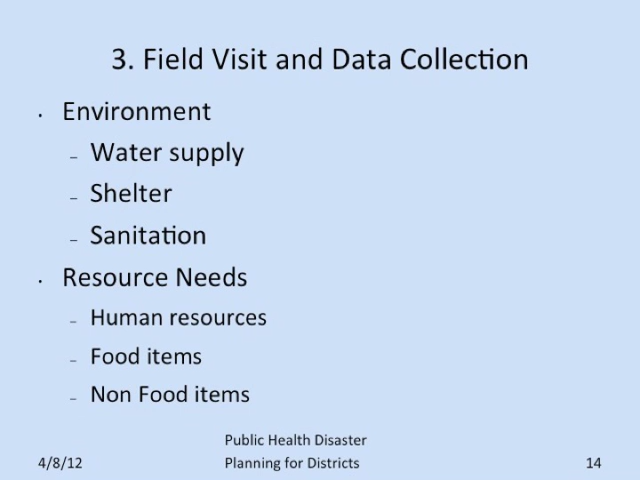 3. Field Visit and Data Collection
• Environment
– Water supply
– Shelter
– Sanitation
• Resource Needs
– Human resources
– Food items
– Non Food items
Public Health Disaster
4/8/12 Planning for Districts 14